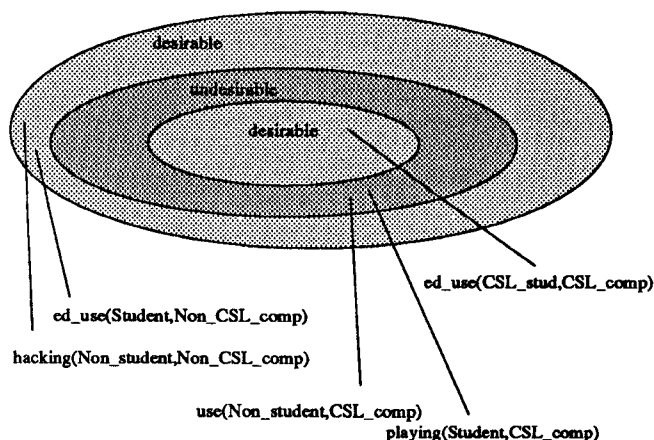 desirable
undesirable
desirable
ed_use(CSL_stud,CSL_comp)
ed_use(Student,Non_CSL_comp)
hacking(Non_student,Non_CSL_comp)
use(Non_student,CSL_comp)
playing(Student,CSL_comp)